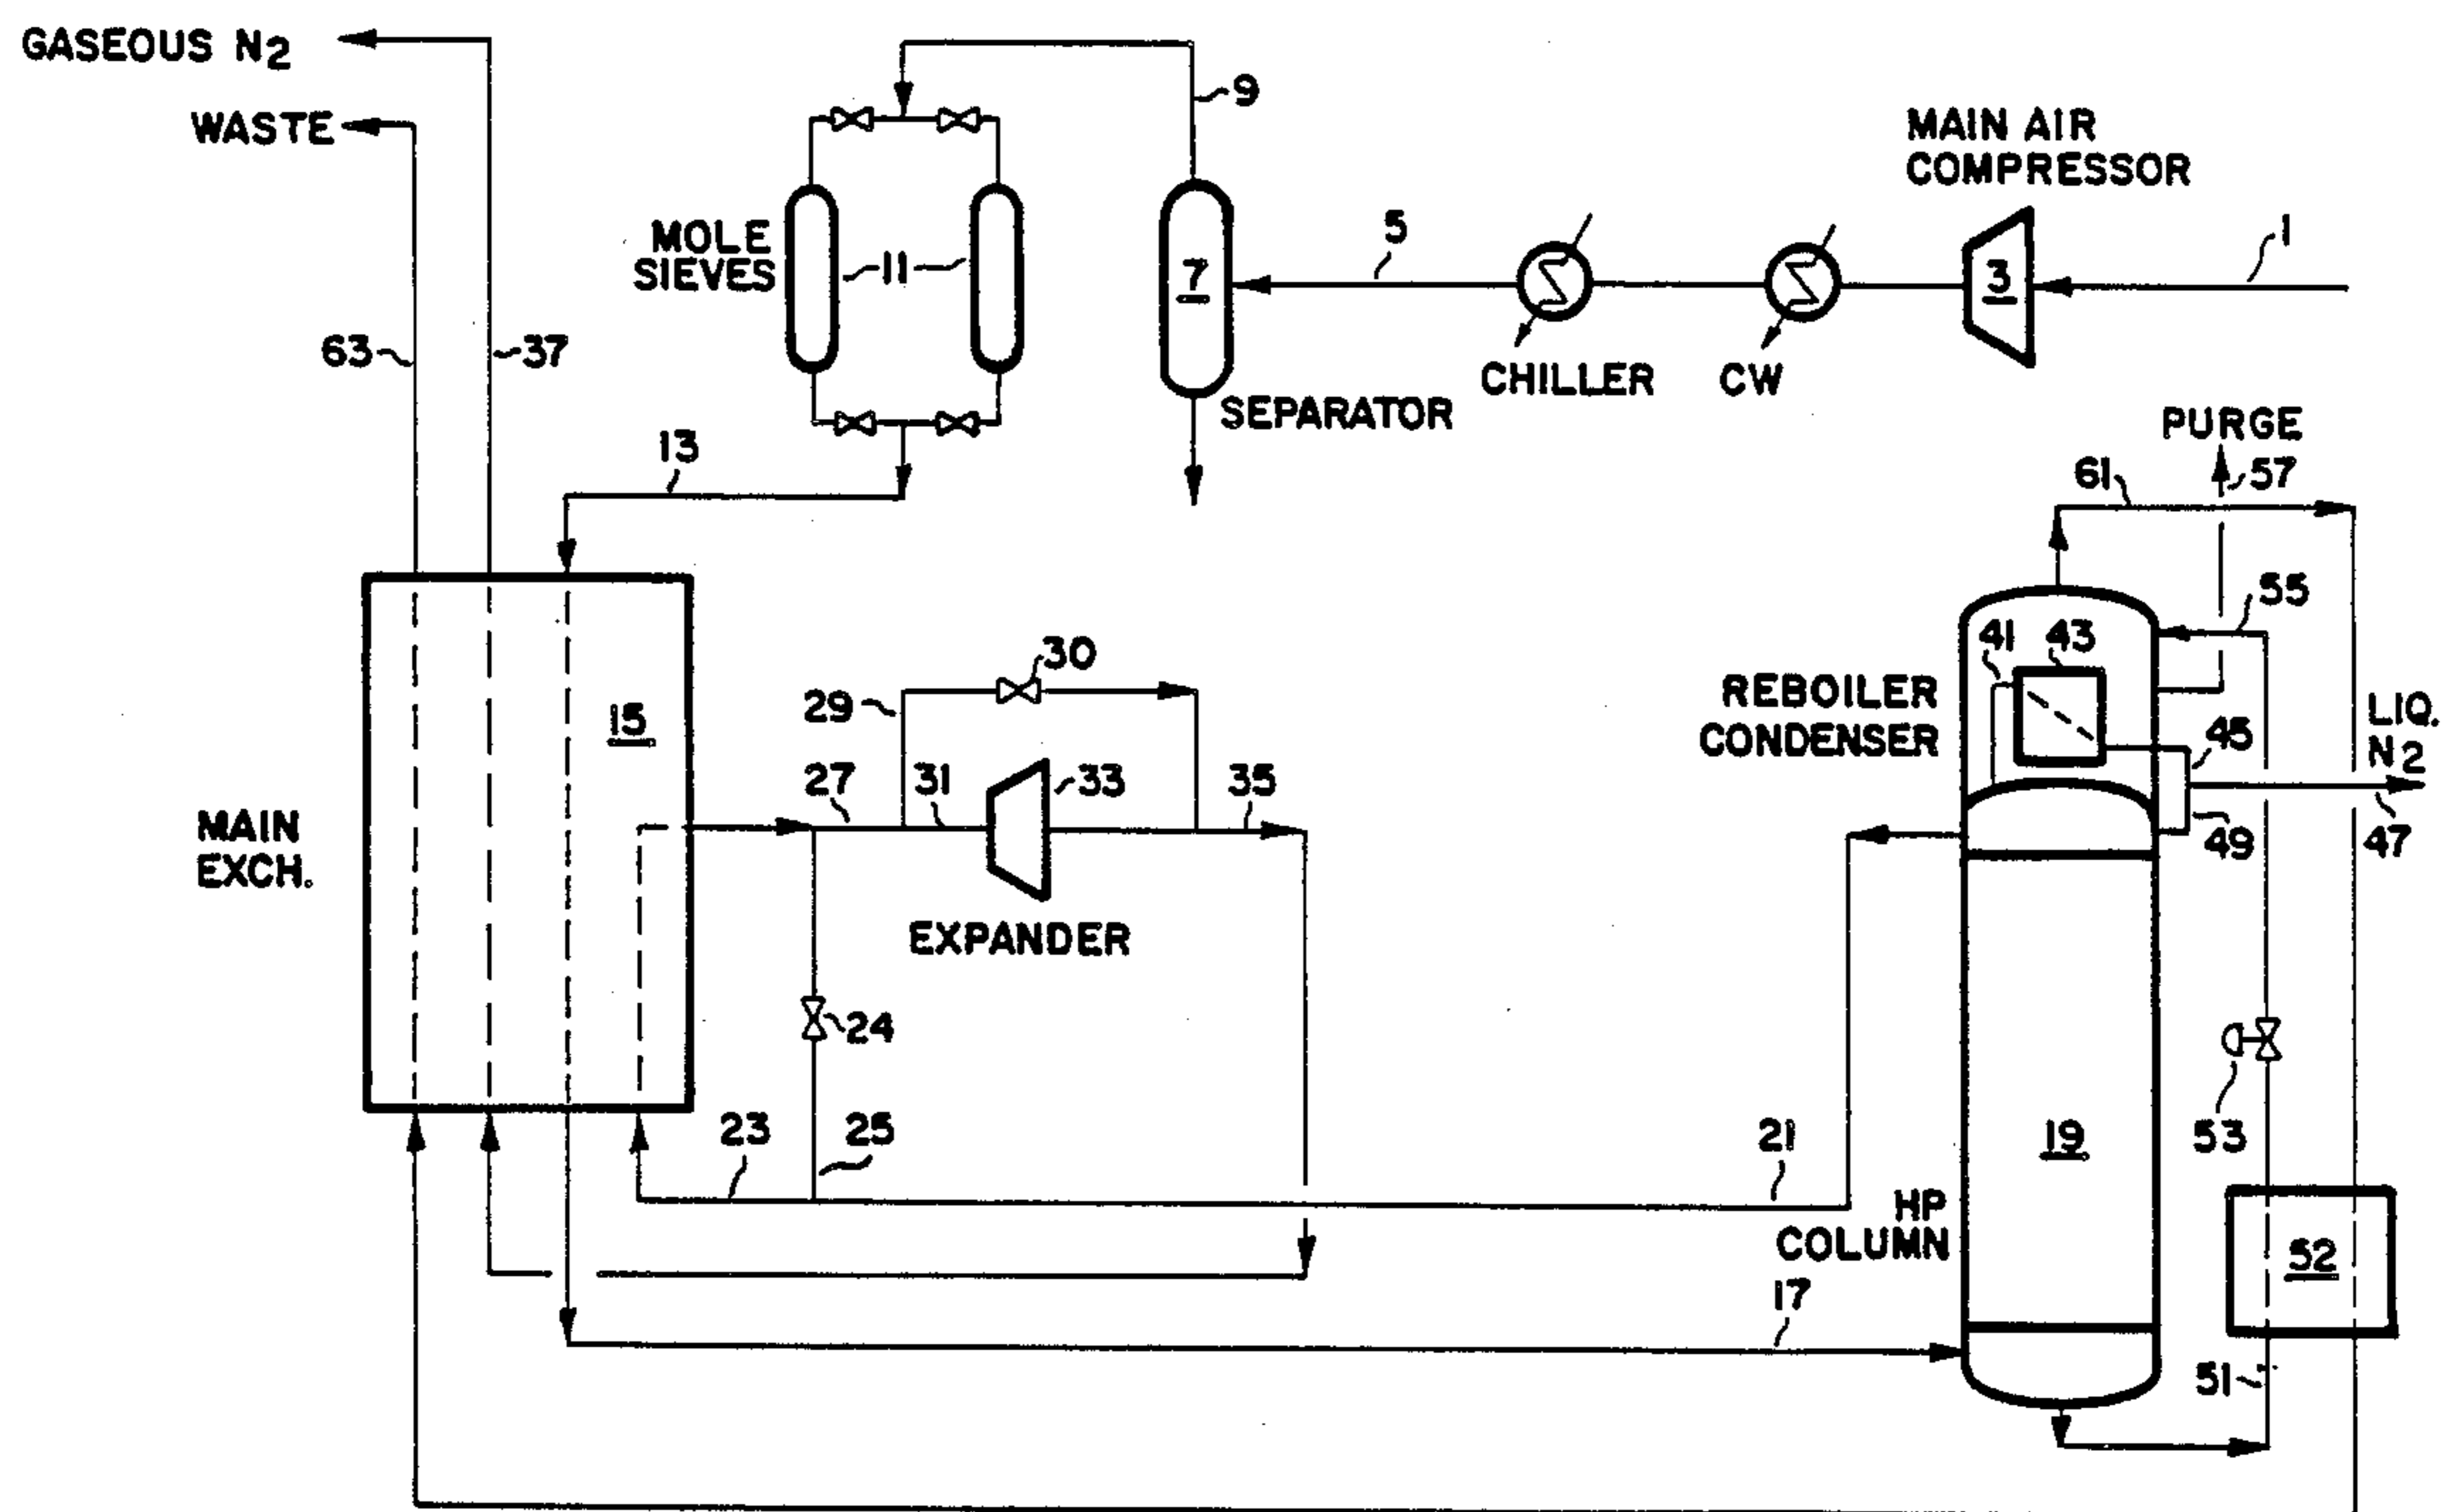 GASEOUS N2
WASTE
9
MAIN AIR
COMPRESSOR
MOLE
SIEVES
11
7
5
3
1
63
37
CHILLER
CW
SEPARATOR
13
PURGE
61
57
55
41
43
30
REBOILER
CONDENSER
LIQ.
N2
29
15
45
27
31
33
35
49
47
MAIN
EXCH.
EXPANDER
24
53
23
25
21
19
HP
COLUMN
52
17
51